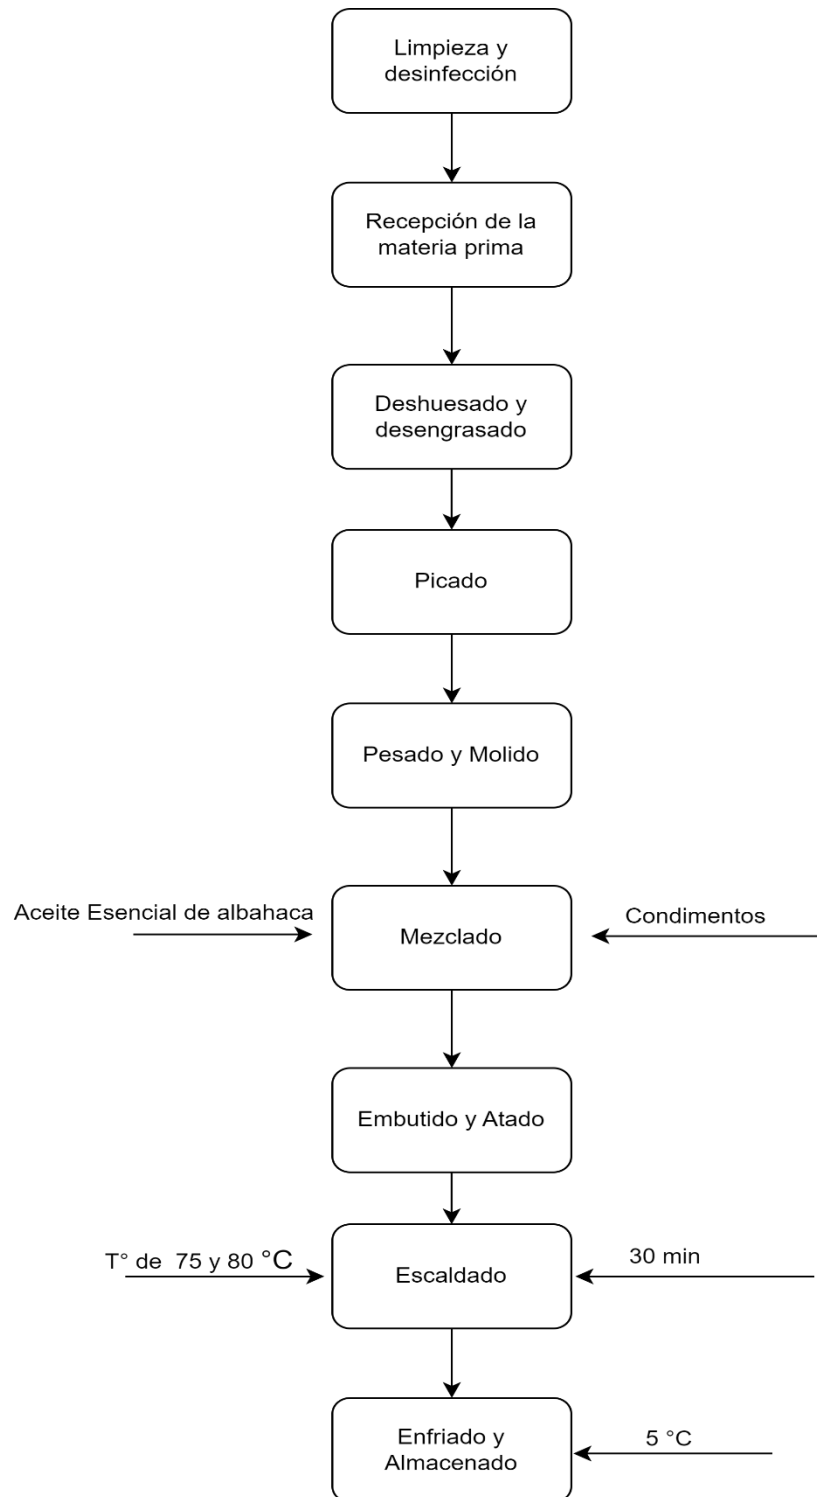 Limpieza y
desinfección
Recepción de la
materia prima
Deshuesado y
desengrasado
Picado
Pesado y Molido
Aceite Esencial de albahaca
Mezclado
Condimentos
Embutido y Atado
T° de 75 y 80 °C
Escaldado
30 min
Enfriado y
Almacenado
5 °C